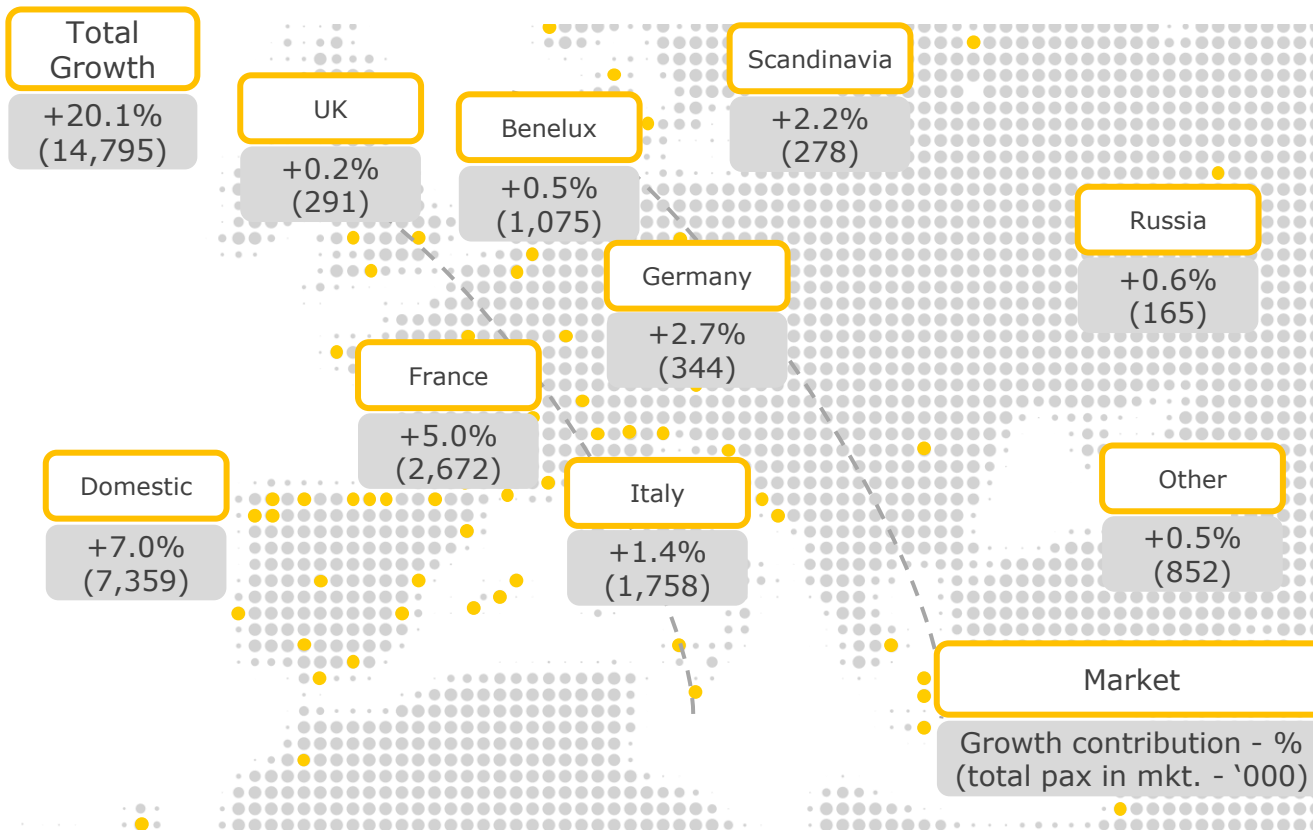 Total
Growth
+20.1%
(14,795)
UK
+0.2%
(291)
Benelux
+0.5%
(1,075)
Scandinavia
+2.2%
(278)
Russia
+0.6%
(165)
Germany
+2.7%
(344)
France
+5.0%
(2,672)
Domestic
+7.0%
(7,359)
Italy
+1.4%
(1,758)
Other
+0.5%
(852)
Market
Growth contribution - %
(total pax in mkt. - ‘000)